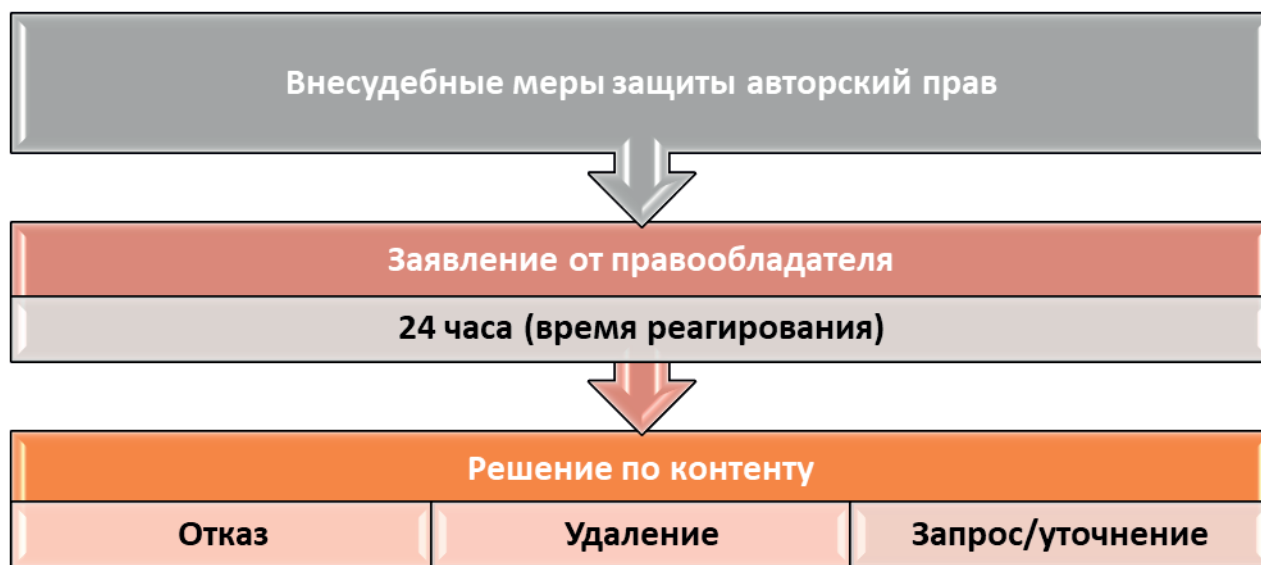 Внесудебные меры защиты авторский прав
Заявление от правообладателя
24 часа (время реагирования)
Решение по контенту
Отказ
Удаление
Запрос/уточнение